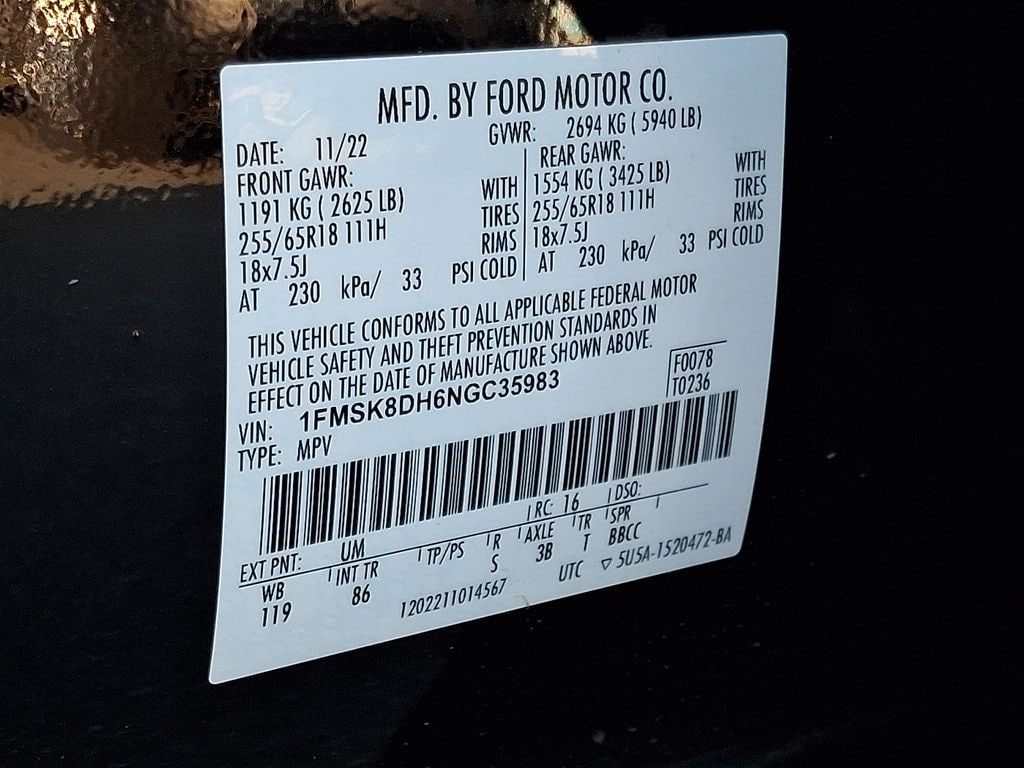 MFD. BY FORD MOTOR CO.
DATE: 11/22 GVWR: 2694 KG ( 5940 LB)
FRONT GAWR: REAR GAWR:
1191 KG ( 2625 LB) WITH 1554 KG ( 3425 LB) WITH
255/65R18 111H TIRES 255/65R18 111H TIRES
18x7.5J RIMS 18x7.5J RIMS
AT 230 kPa/ 33 PSI COLD AT 230 kPa/ 33 PSI COLD
THIS VEHICLE CONFORMS TO ALL APPLICABLE FEDERAL MOTOR
VEHICLE SAFETY AND THEFT PREVENTION STANDARDS IN
EFFECT ON THE DATE OF MANUFACTURE SHOWN ABOVE.
F0078
T0236
VIN: 1FMSK8DH6NGC35983
TYPE: MPV
EXT PNT: UM RC: 16 DSO:
WB INT TR TP/PS R AXLE TR SPR
119 86 S 3B T BBCC
1202211014567 UTC ▽ 5U5A-1520472-BA